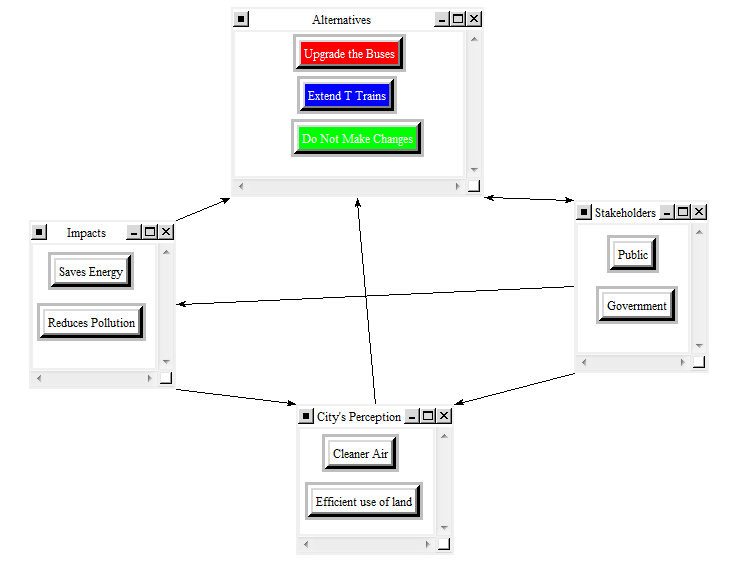 Alternatives
Upgrade the Buses
Extend T Trains
Do Not Make Changes
Impacts
Saves Energy
Reduces Pollution
Stakeholders
Public
Government
City's Perception
Cleaner Air
Efficient use of land